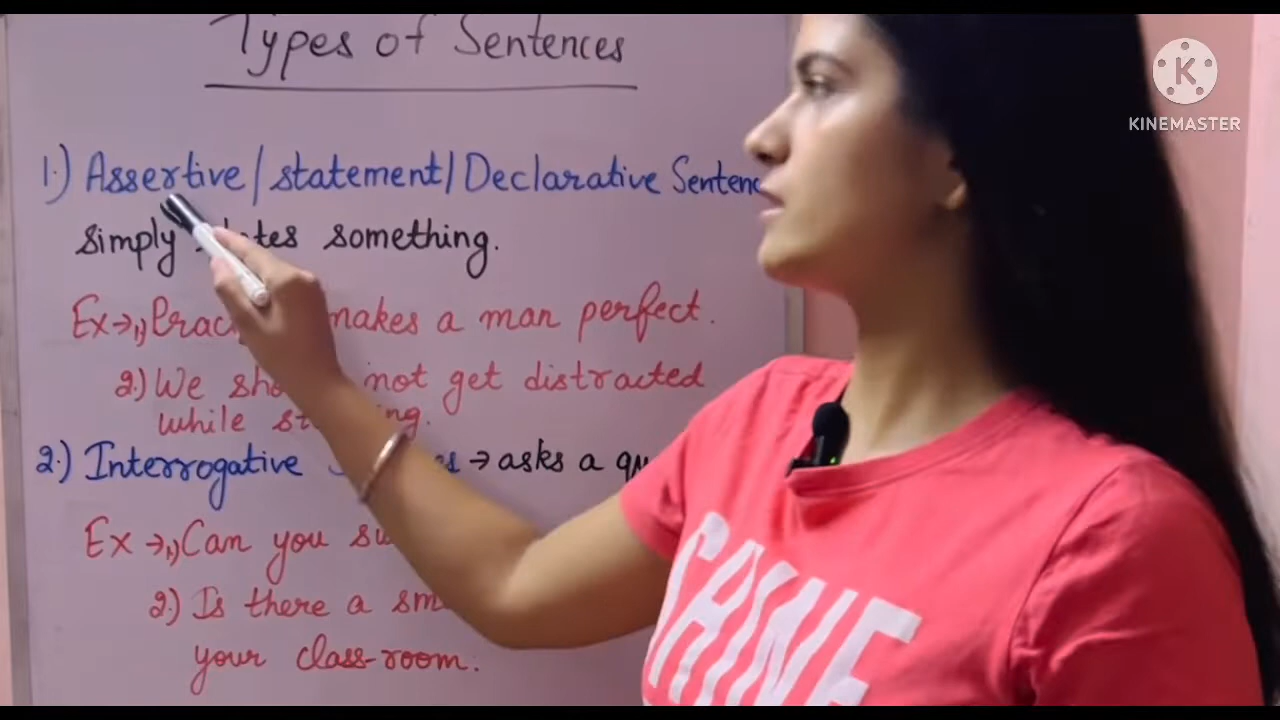 Types of Sentences
1.) Assertive / statement / Declarative
simply something.
Ex → 1) makes a man perfect.
2.) We not get distracted
while
2.) Interrogative → asks a
Ex → 1) Can you
2) Is there a
your class-room.
SHINE
K
KINEMASTER